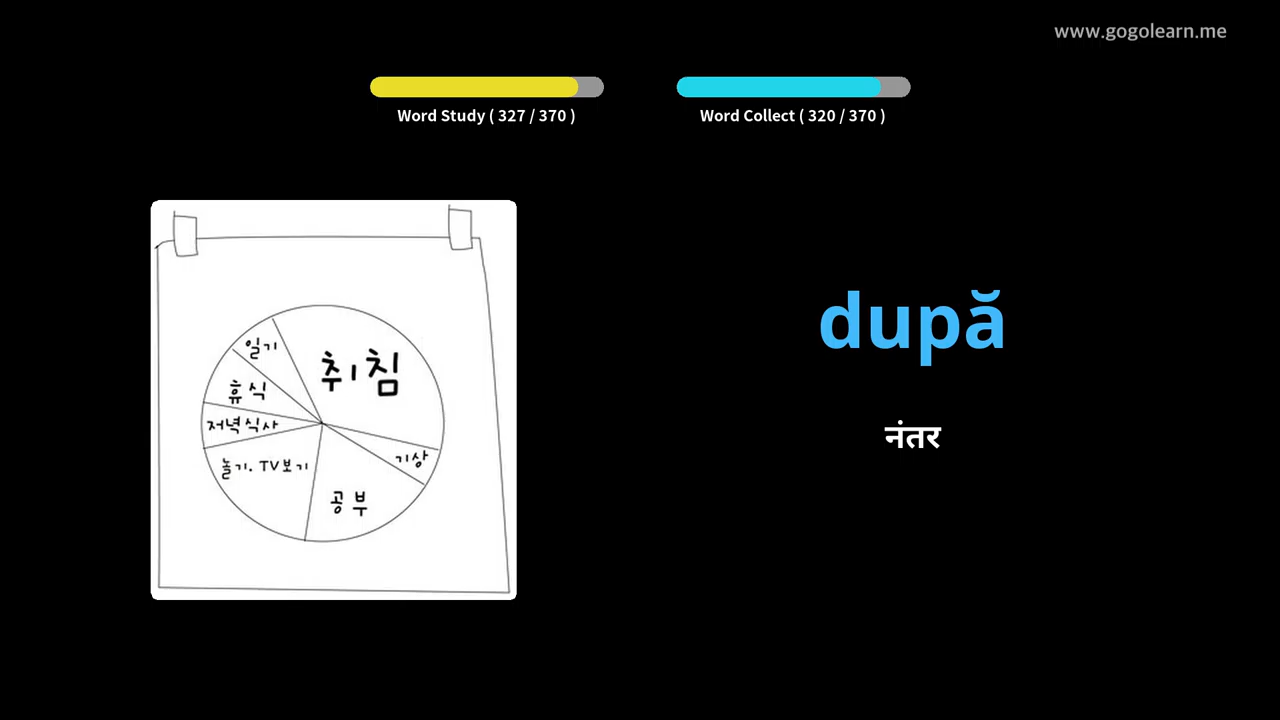 www.gogolearn.me
Word Study ( 327 / 370 )
Word Collect ( 320 / 370 )
일기
취침
휴식
저녁식사
놀기. TV보기
기상
공부
după
नंतर